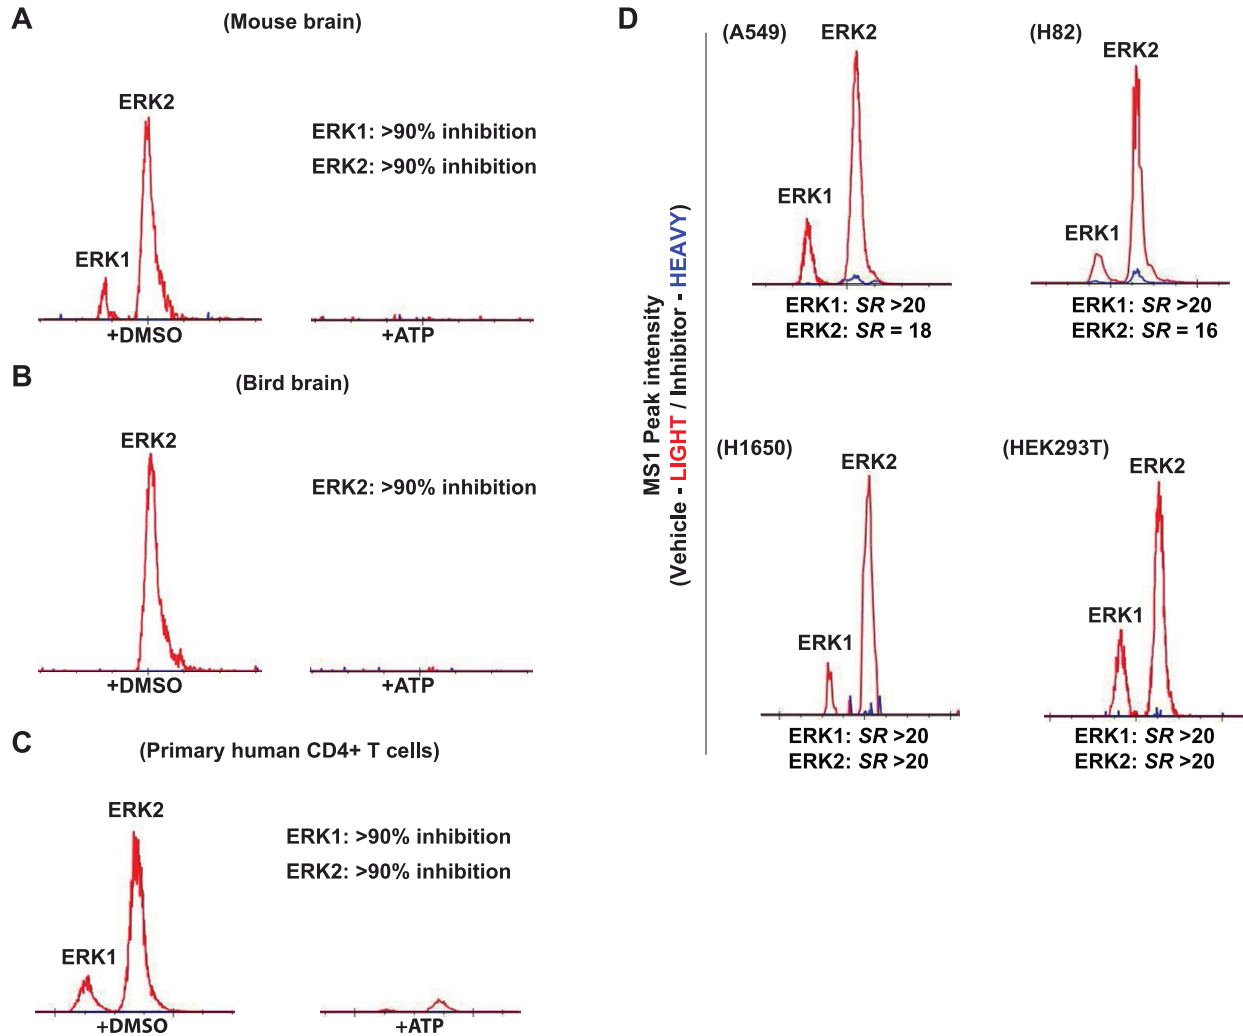 A
(Mouse brain)
ERK2
ERK1
ERK1: >90% inhibition
ERK2: >90% inhibition
+DMSO
+ATP
B
(Bird brain)
ERK2
ERK2: >90% inhibition
+DMSO
+ATP
C
(Primary human CD4+ T cells)
ERK2
ERK1
ERK1: >90% inhibition
ERK2: >90% inhibition
+DMSO
+ATP
D
MS1 Peak intensity
(Vehicle - LIGHT / Inhibitor - HEAVY)
(A549)
ERK2
ERK1
ERK1: SR >20
ERK2: SR = 18
(H82)
ERK2
ERK1
ERK1: SR >20
ERK2: SR = 16
(H1650)
ERK2
ERK1
ERK1: SR >20
ERK2: SR >20
(HEK293T)
ERK2
ERK1
ERK1: SR >20
ERK2: SR >20